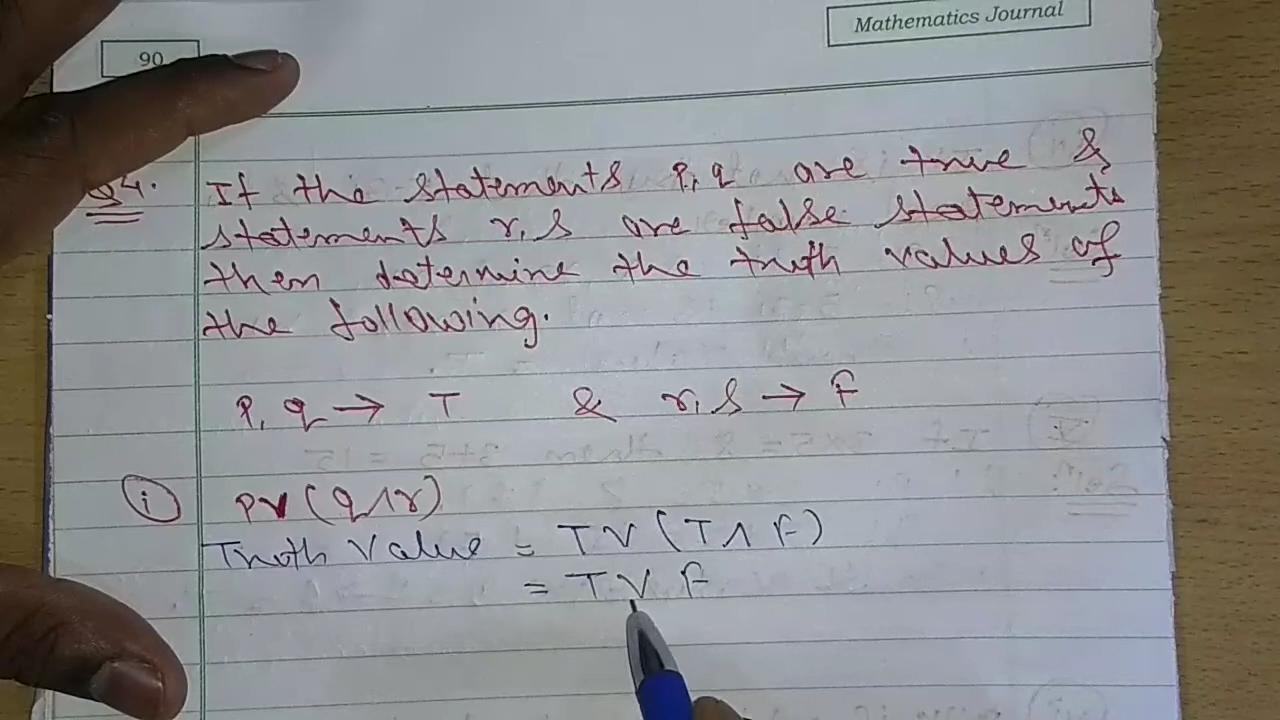 Mathematics Journal
90
Q4. If the statements p, q are true &
statements r, s are false statements
then determine the truth values of
the following.
p, q → T & r, s → F
(i) p∨(q∧r)
Truth Value = T∨(T∧F)
= T∨F